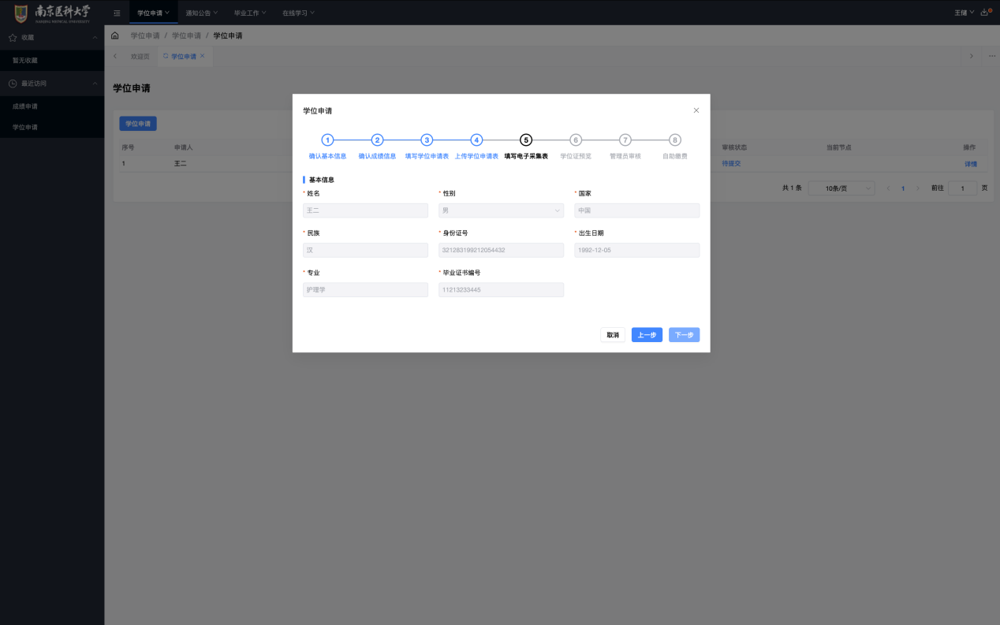 南京医科大学
NANJING MEDICAL UNIVERSITY
学位申请 通知公告 毕业工作 在线学习 王储
收藏
暂无收藏
最近访问
成绩申请
学位申请
学位申请 / 学位申请 / 学位申请
欢迎页 学位申请
学位申请
学位申请
序号 申请人 审核状态 当前节点 操作
1 王二 待提交 详情
共 1 条 10条/页 1 前往 1 页
学位申请
1 2 3 4 5 6 7 8
确认基本信息 确认成绩信息 填写学位申请表 上传学位申请表 填写电子采集表 学位证预览 管理员审核 自助缴费
基本信息
* 姓名 * 性别 * 国家
王二 男 中国
* 民族 * 身份证号 * 出生日期
汉 321283199212054432 1992-12-05
* 专业 * 毕业证书编号
护理学 11213233445
取消 上一步 下一步